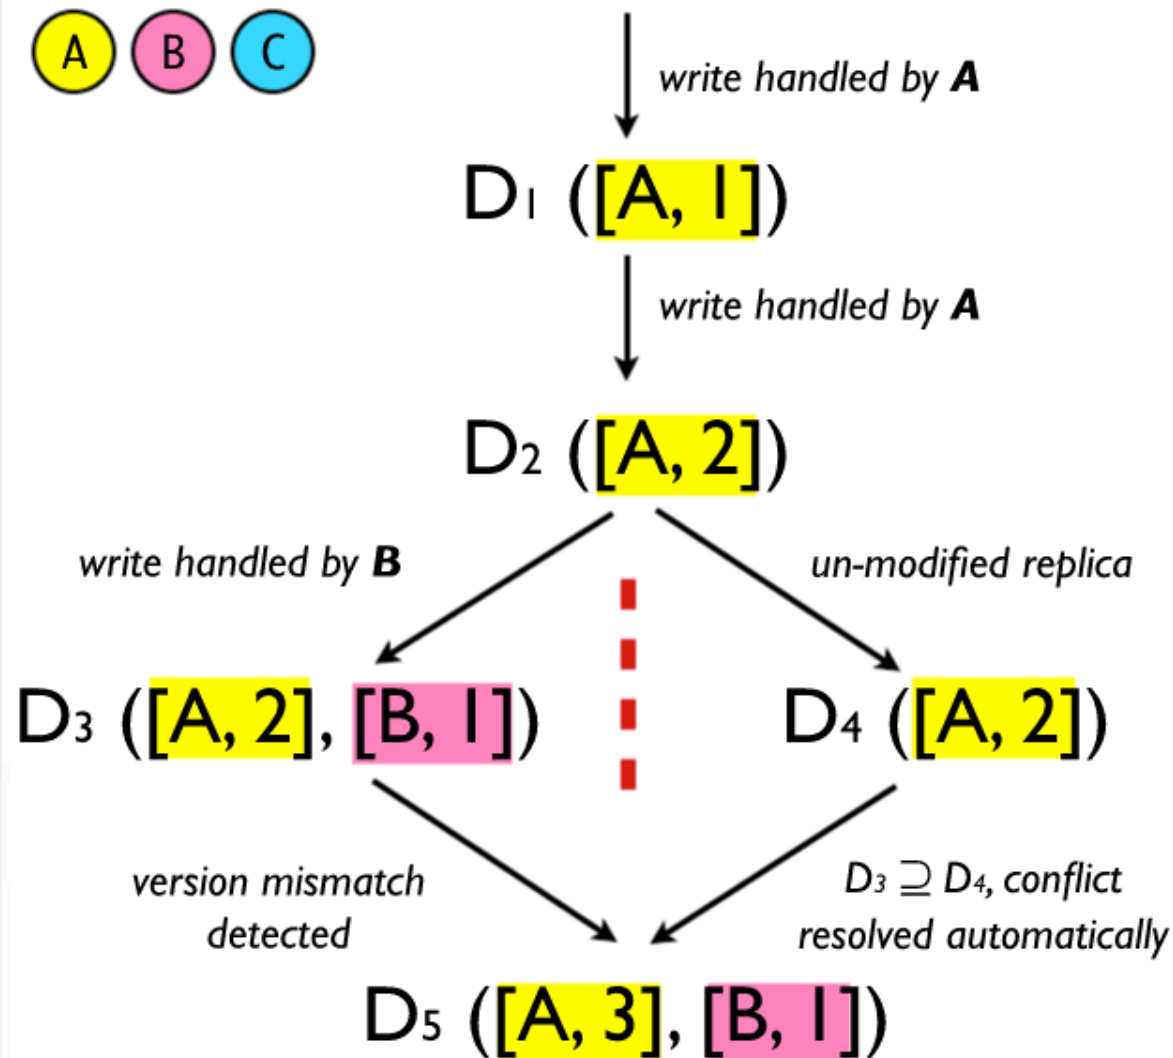 A B C
write handled by A
D1 ([A, 1])
write handled by A
D2 ([A, 2])
write handled by B
un-modified replica
D3 ([A, 2], [B, 1])
D4 ([A, 2])
version mismatch
detected
D3 ⊇ D4, conflict
resolved automatically
D5 ([A, 3], [B, 1])